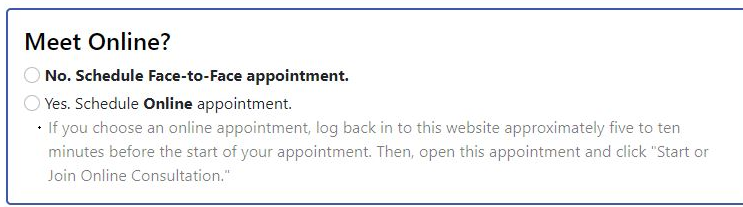 Meet Online?
No. Schedule Face-to-Face appointment.
Yes. Schedule Online appointment.
· If you choose an online appointment, log back in to this website approximately five to ten
minutes before the start of your appointment. Then, open this appointment and click "Start or
Join Online Consultation."